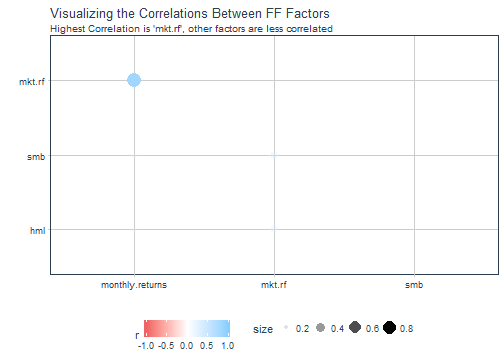 Visualizing the Correlations Between FF Factors
Highest Correlation is 'mkt.rf', other factors are less correlated
mkt.rf
smb
hml
monthly.returns mkt.rf smb
r -1.0 -0.5 0.0 0.5 1.0
size 0.2 0.4 0.6 0.8